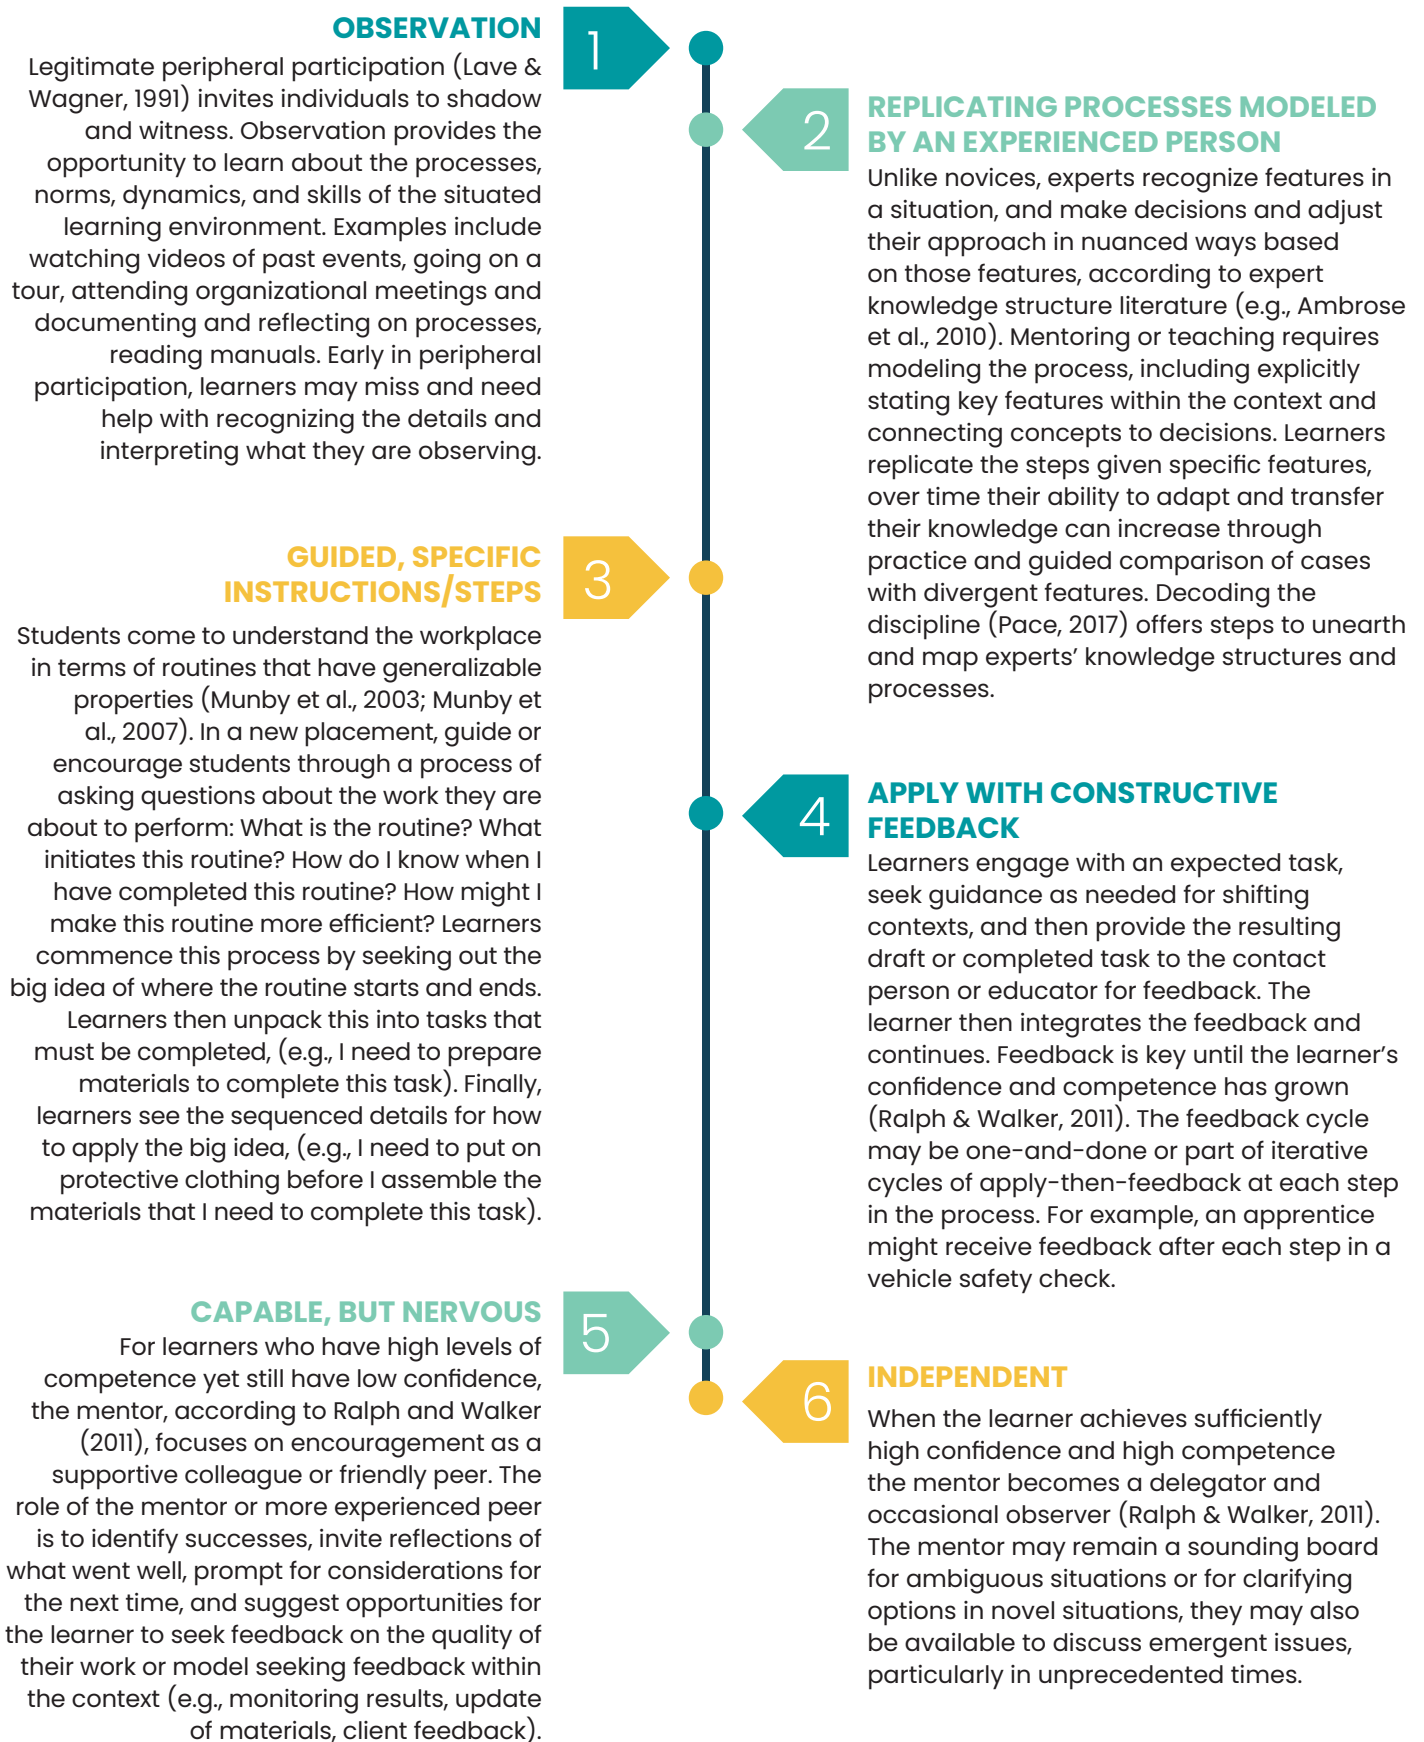 1
OBSERVATION
Legitimate peripheral participation (Lave &
Wagner, 1991) invites individuals to shadow
and witness. Observation provides the
opportunity to learn about the processes,
norms, dynamics, and skills of the situated
learning environment. Examples include
watching videos of past events, going on a
tour, attending organizational meetings and
documenting and reflecting on processes,
reading manuals. Early in peripheral
participation, learners may miss and need
help with recognizing the details and
interpreting what they are observing.
2
REPLICATING PROCESSES MODELED
BY AN EXPERIENCED PERSON
Unlike novices, experts recognize features in
a situation, and make decisions and adjust
their approach in nuanced ways based
on those features, according to expert
knowledge structure literature (e.g., Ambrose
et al., 2010). Mentoring or teaching requires
modeling the process, including explicitly
stating key features within the context and
connecting concepts to decisions. Learners
replicate the steps given specific features,
over time their ability to adapt and transfer
their knowledge can increase through
practice and guided comparison of cases
with divergent features. Decoding the
discipline (Pace, 2017) offers steps to unearth
and map experts’ knowledge structures and
processes.
3
GUIDED, SPECIFIC
INSTRUCTIONS/STEPS
Students come to understand the workplace
in terms of routines that have generalizable
properties (Munby et al., 2003; Munby et
al., 2007). In a new placement, guide or
encourage students through a process of
asking questions about the work they are
about to perform: What is the routine? What
initiates this routine? How do I know when I
have completed this routine? How might I
make this routine more efficient? Learners
commence this process by seeking out the
big idea of where the routine starts and ends.
Learners then unpack this into tasks that
must be completed, (e.g., I need to prepare
materials to complete this task). Finally,
learners see the sequenced details for how
to apply the big idea, (e.g., I need to put on
protective clothing before I assemble the
materials that I need to complete this task).
4
APPLY WITH CONSTRUCTIVE
FEEDBACK
Learners engage with an expected task,
seek guidance as needed for shifting
contexts, and then provide the resulting
draft or completed task to the contact
person or educator for feedback. The
learner then integrates the feedback and
continues. Feedback is key until the learner’s
confidence and competence has grown
(Ralph & Walker, 2011). The feedback cycle
may be one-and-done or part of iterative
cycles of apply-then-feedback at each step
in the process. For example, an apprentice
might receive feedback after each step in a
vehicle safety check.
5
CAPABLE, BUT NERVOUS
For learners who have high levels of
competence yet still have low confidence,
the mentor, according to Ralph and Walker
(2011), focuses on encouragement as a
supportive colleague or friendly peer. The
role of the mentor or more experienced peer
is to identify successes, invite reflections of
what went well, prompt for considerations for
the next time, and suggest opportunities for
the learner to seek feedback on the quality of
their work or model seeking feedback within
the context (e.g., monitoring results, update
of materials, client feedback).
6
INDEPENDENT
When the learner achieves sufficiently
high confidence and high competence
the mentor becomes a delegator and
occasional observer (Ralph & Walker, 2011).
The mentor may remain a sounding board
for ambiguous situations or for clarifying
options in novel situations, they may also
be available to discuss emergent issues,
particularly in unprecedented times.